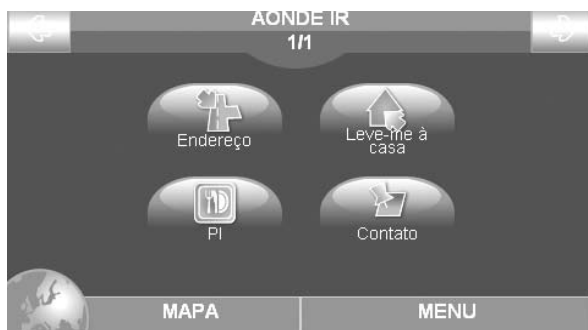 AONDE IR
1/1
Endereço
Leve-me à
casa
PI
Contato
MAPA
MENU